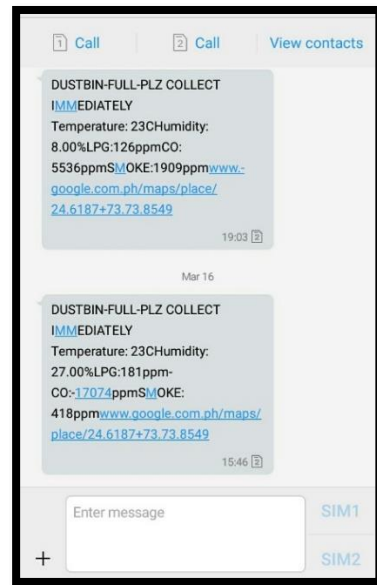 1 Call 2 Call View contacts
DUSTBIN-FULL-PLZ COLLECT
IMMEDIATELY
Temperature: 23CHumidity:
8.00%LPG:126ppmCO:
5536ppmSMOKE:1909ppmwww.-
google.com.ph/maps/place/
24.6187+73.73.8549
19:03 2
Mar 16
DUSTBIN-FULL-PLZ COLLECT
IMMEDIATELY
Temperature: 23CHumidity:
27.00%LPG:181ppm-
CO:-17074ppmSMOKE:
418ppmwww.google.com.ph/maps/
place/24.6187+73.73.8549
15:46 2
Enter message
SIM1
+
SIM2